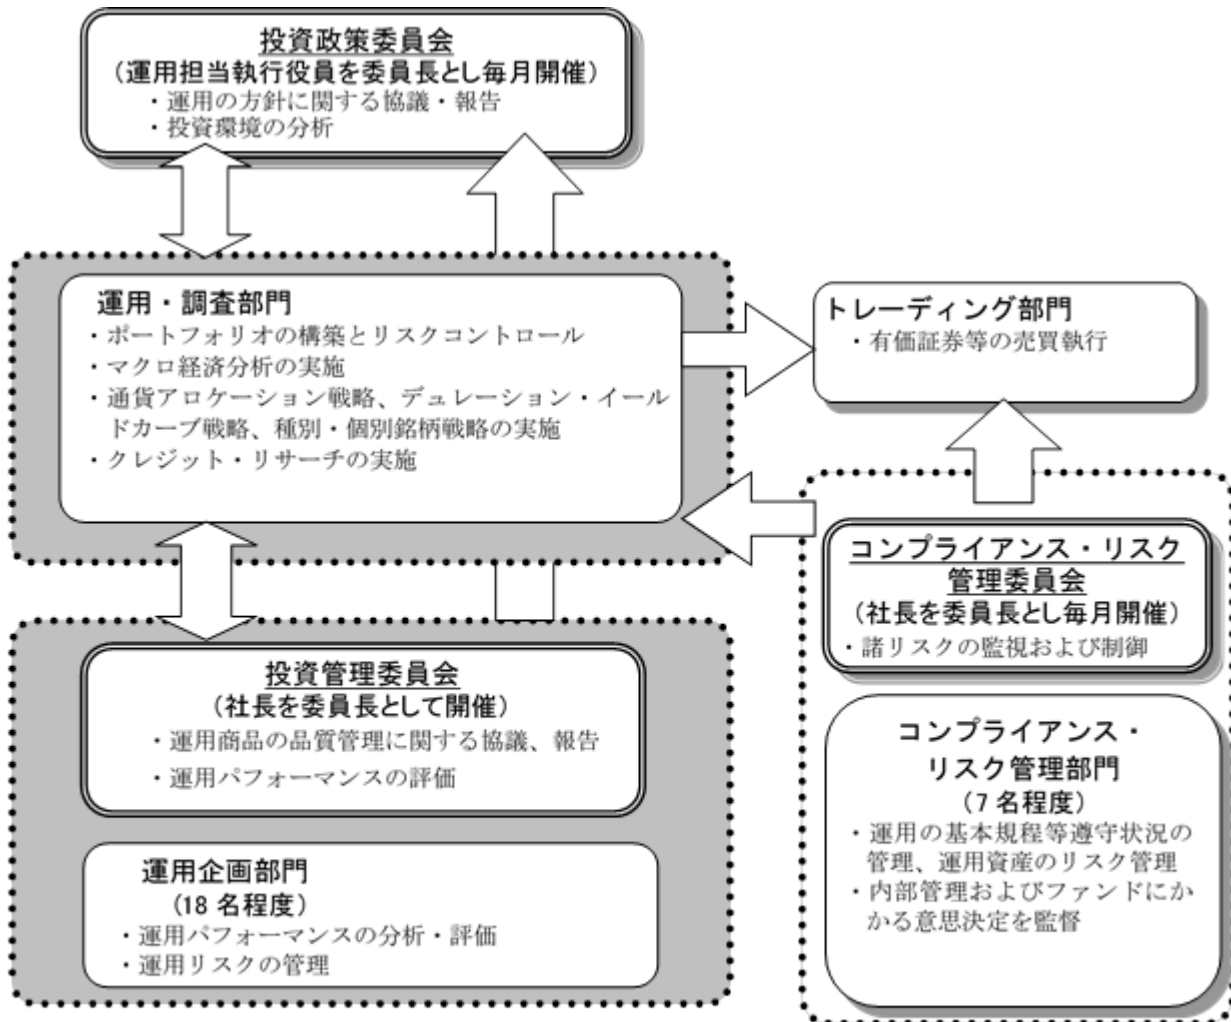 投資政策委員会
（運用担当執行役員を委員長とし毎月開催）
・運用の方針に関する協議・報告
・投資環境の分析
運用・調査部門
・ポートフォリオの構築とリスクコントロール
・マクロ経済分析の実施
・通貨アロケーション戦略、デュレーション・イール
ドカーブ戦略、種別・個別銘柄戦略の実施
・クレジット・リサーチの実施
トレーディング部門
・有価証券等の売買執行
投資管理委員会
（社長を委員長として開催）
・運用商品の品質管理に関する協議、報告
・運用パフォーマンスの評価
運用企画部門
（18 名程度）
・運用パフォーマンスの分析・評価
・運用リスクの管理
コンプライアンス・リスク
管理委員会
（社長を委員長とし毎月開催）
・諸リスクの監視および制御
コンプライアンス・
リスク管理部門
（7 名程度）
・運用の基本規程等遵守状況の
管理、運用資産のリスク管理
・内部管理およびファンドにか
かる意思決定を監督